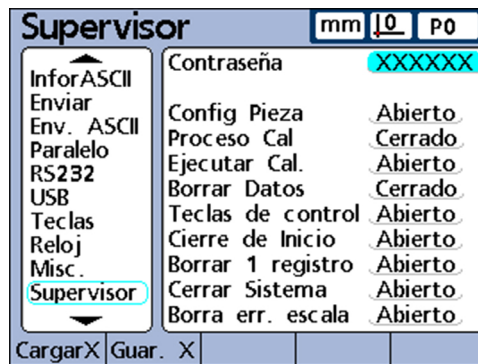 Supervisor
mm
0
P0
InforASCII
Enviar
Env. ASCII
Paralelo
RS232
USB
Teclas
Reloj
Misc.
Supervisor
Contraseña XXXXXX
Config Pieza Abierto
Proceso Cal Cerrado
Ejecutar Cal. Abierto
Borrar Datos Cerrado
Teclas de control Abierto
Cierre de Inicio Abierto
Borrar 1 registro Abierto
Cerrar Sistema Abierto
Borra err. escala Abierto
CargarX Guar. X